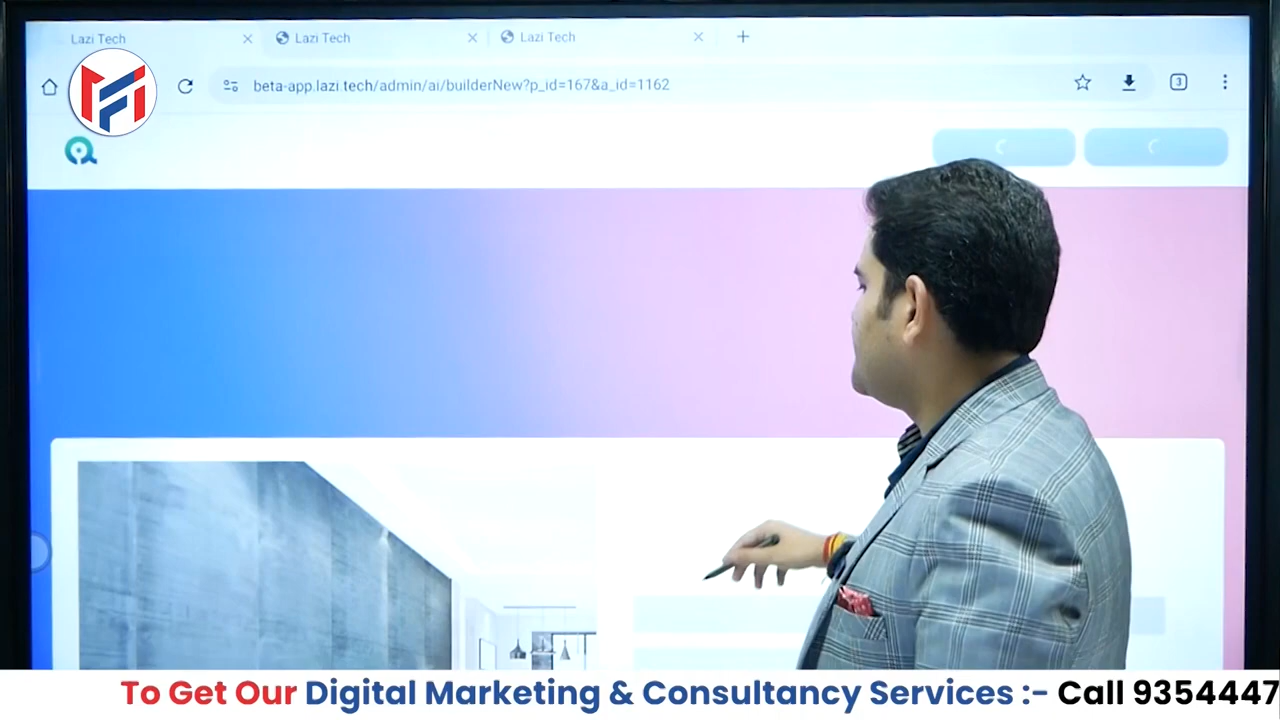 Lazi Tech
Lazi Tech
Lazi Tech
beta-app.lazi.tech/admin/ai/builderNew?p_id=167&a_id=1162
3
To Get Our Digital Marketing & Consultancy Services :- Call 9354447